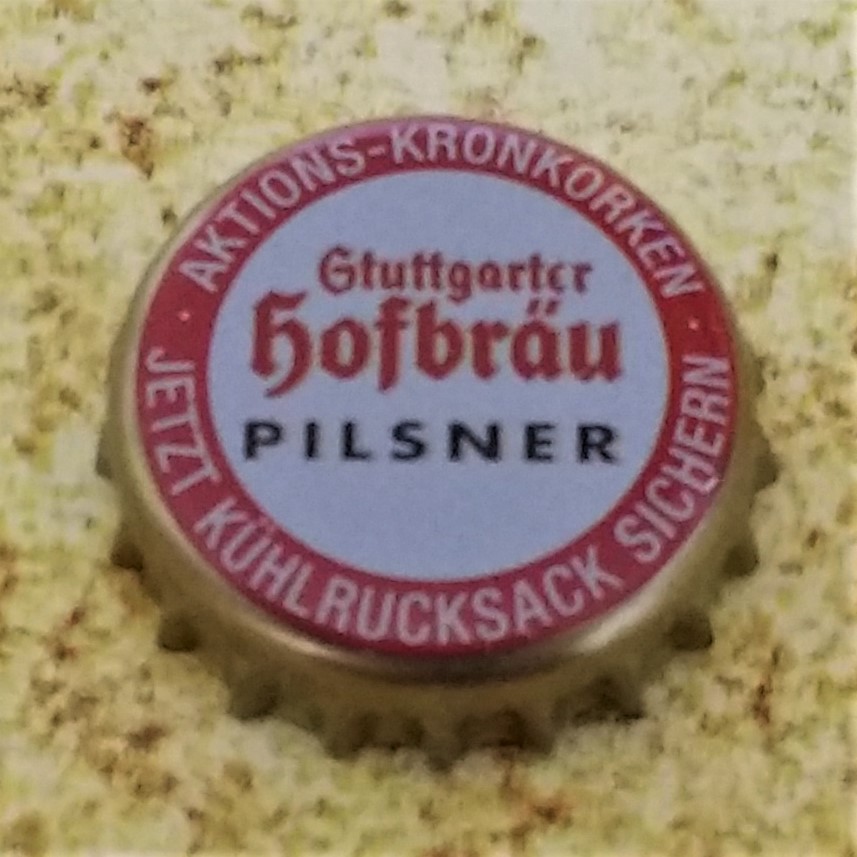 AKTIONS-KRONKORKEN
Stuttgarter
Hofbräu
PILSNER
JETZT KÜHLRUCKSACK SICHERN